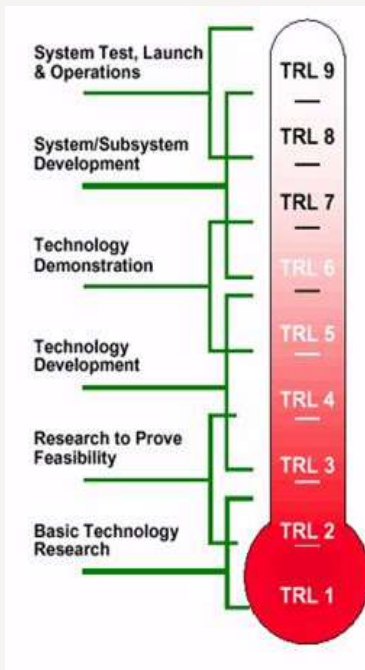 System Test, Launch
& Operations
System/Subsystem
Development
Technology
Demonstration
Technology
Development
Research to Prove
Feasibility
Basic Technology
Research
TRL 9
TRL 8
TRL 7
TRL 6
TRL 5
TRL 4
TRL 3
TRL 2
TRL 1